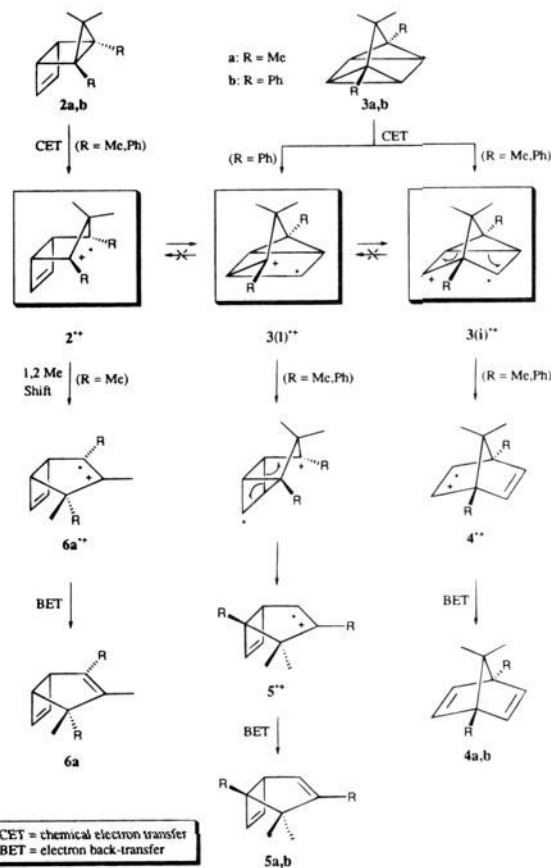 R
R
2a,b
a: R = Me
b: R = Ph
R
R
3a,b
CET
(R = Me,Ph)
CET
(R = Ph)
(R = Me,Ph)
R
+ •
R
2•+
R
+ •
R
3(l)•+
R
+ •
R
3(i)•+
1,2 Me
Shift
(R = Me)
(R = Me,Ph)
(R = Me,Ph)
R
• +
R
6a•+
R
+
R
•
R
• +
R
4•+
BET
R
• +
R
5•+
BET
R
R
6a
BET
R
R
4a,b
R
R
5a,b
CET = chemical electron transfer
BET = electron back-transfer